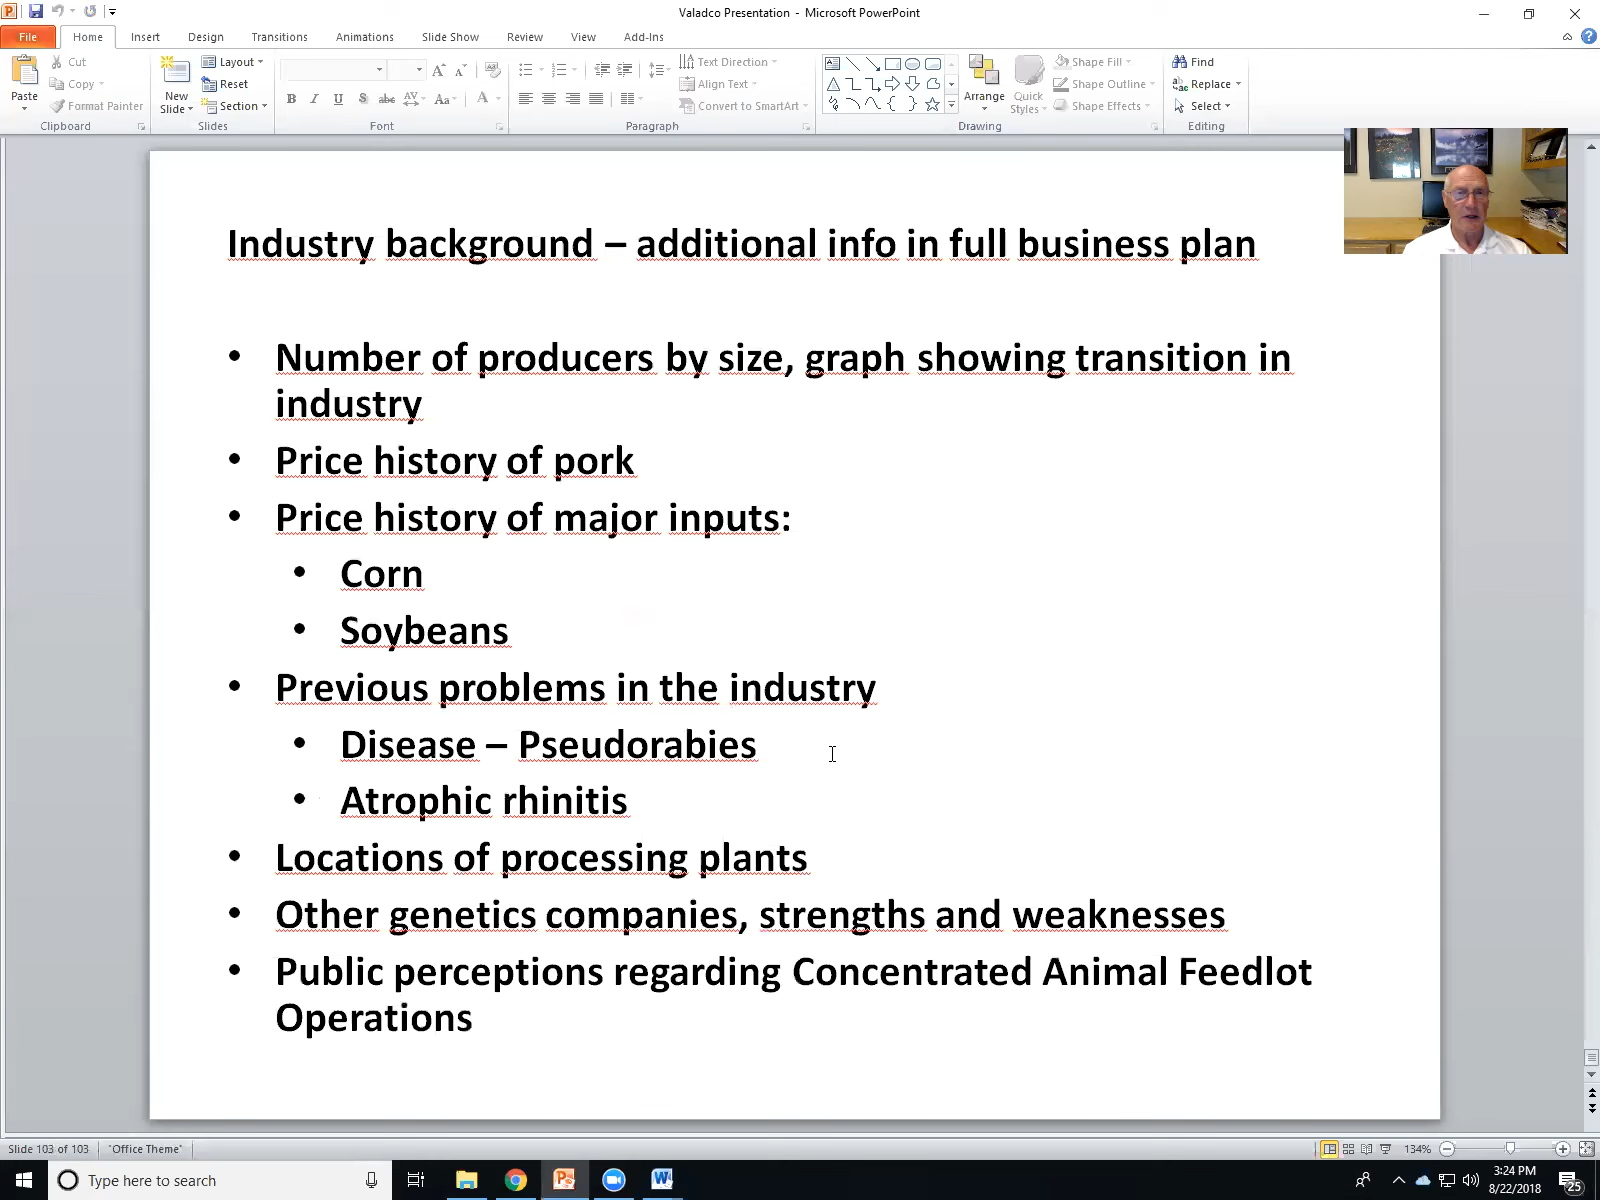 Valadco Presentation - Microsoft PowerPoint
File Home Insert Design Transitions Animations Slide Show Review View Add-Ins
Paste
Cut
Copy
Format Painter
Clipboard
New
Slide
Layout
Reset
Section
Slides
B I U S abc AV Aa A
Font
Text Direction
Align Text
Convert to SmartArt
Paragraph
Arrange
Quick
Styles
Shape Fill
Shape Outline
Shape Effects
Drawing
Find
Replace
Select
Editing
Industry background – additional info in full business plan
• Number of producers by size, graph showing transition in
industry
• Price history of pork
• Price history of major inputs:
• Corn
• Soybeans
• Previous problems in the industry
• Disease – Pseudorabies
• Atrophic rhinitis
• Locations of processing plants
• Other genetics companies, strengths and weaknesses
• Public perceptions regarding Concentrated Animal Feedlot
Operations
Slide 103 of 103 "Office Theme" 134%
Type here to search
3:24 PM
8/22/2018
25